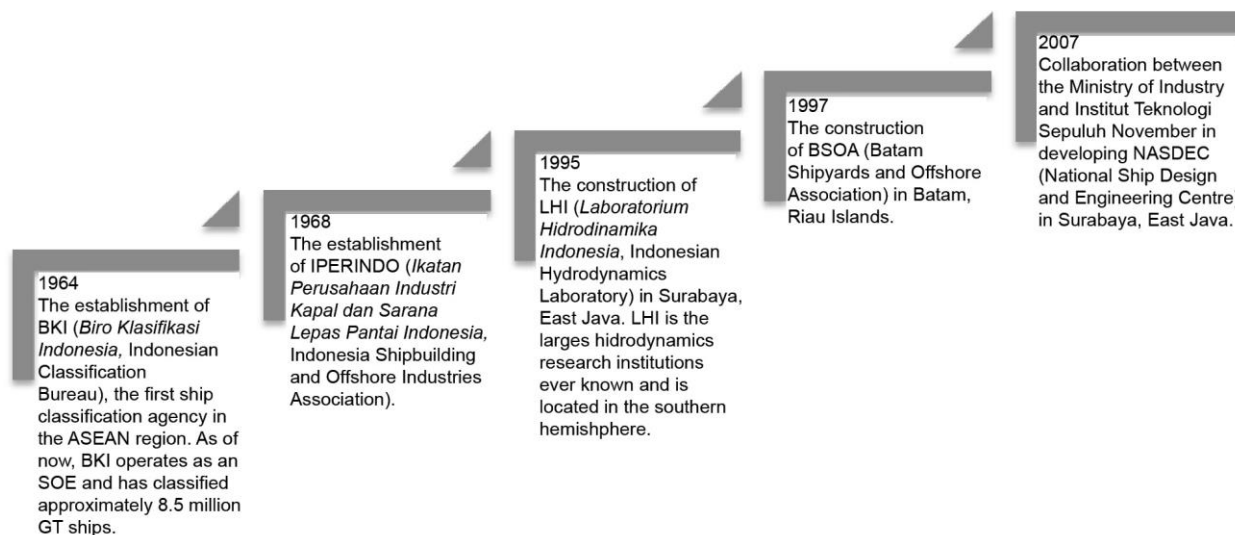 1964
The establishment of
BKI (Biro Klasifikasi
Indonesia, Indonesian
Classification
Bureau), the first ship
classification agency in
the ASEAN region. As of
now, BKI operates as an
SOE and has classified
approximately 8.5 million
GT ships.
1968
The establishment
of IPERINDO (Ikatan
Perusahaan Industri
Kapal dan Sarana
Lepas Pantai Indonesia,
Indonesia Shipbuilding
and Offshore Industries
Association).
1995
The construction of
LHI (Laboratorium
Hidrodinamika
Indonesia, Indonesian
Hydrodynamics
Laboratory) in Surabaya,
East Java. LHI is the
larges hidrodynamics
research institutions
ever known and is
located in the southern
hemishphere.
1997
The construction
of BSOA (Batam
Shipyards and Offshore
Association) in Batam,
Riau Islands.
2007
Collaboration between
the Ministry of Industry
and Institut Teknologi
Sepuluh November in
developing NASDEC
(National Ship Design
and Engineering Centre)
in Surabaya, East Java.